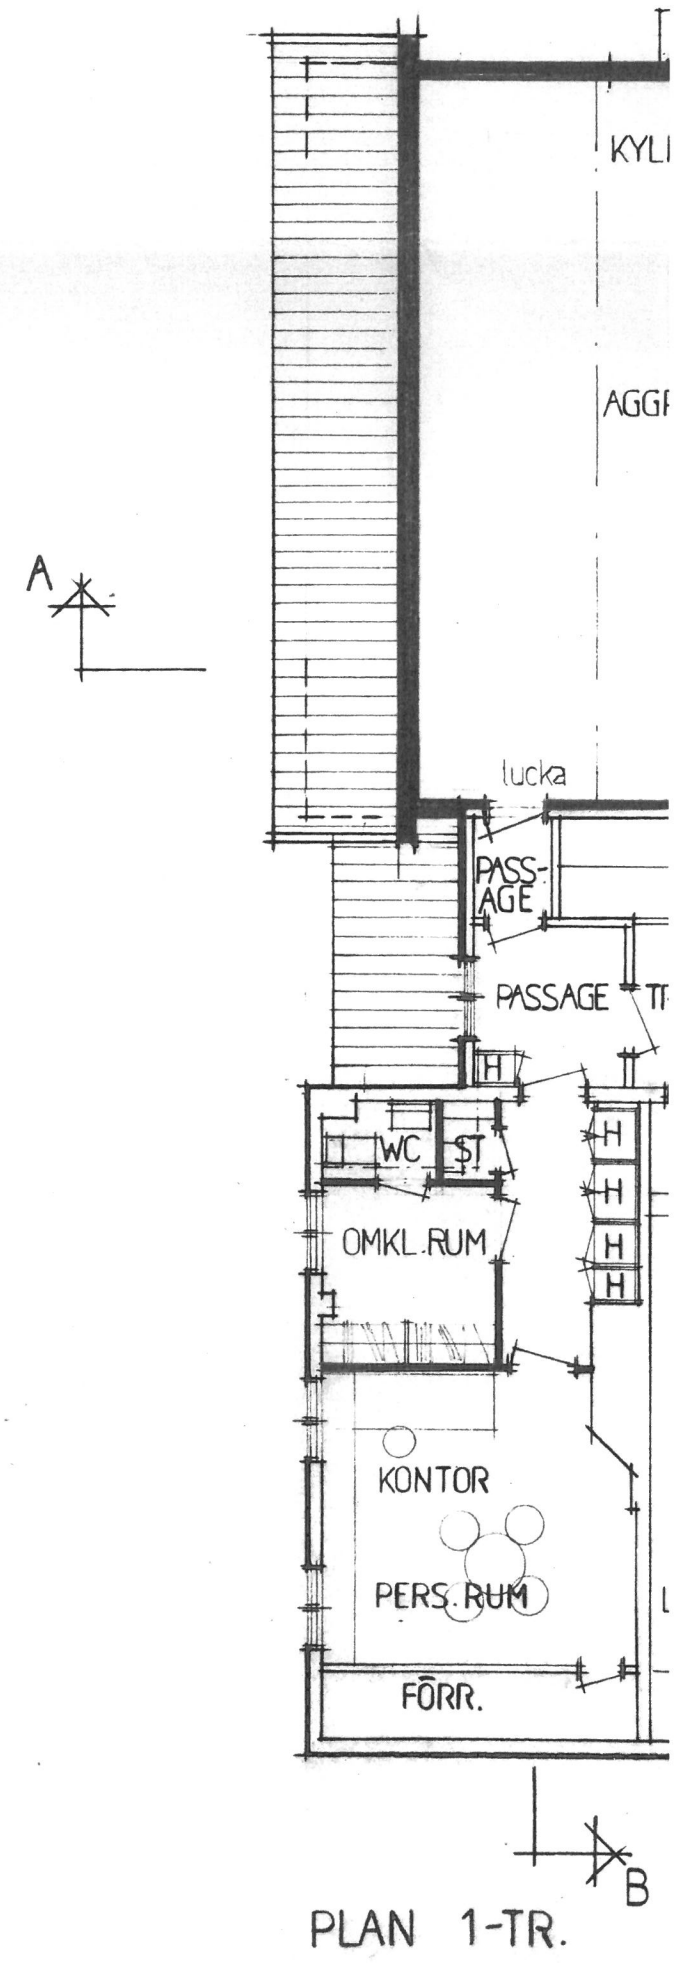 KYL
AGG
A
lucka
PASS-
AGE
PASSAGE
H
WC
ST
H
H
OMKL.RUM
H
H
KONTOR
PERS.RUM
FÖRR.
B
PLAN 1-TR.